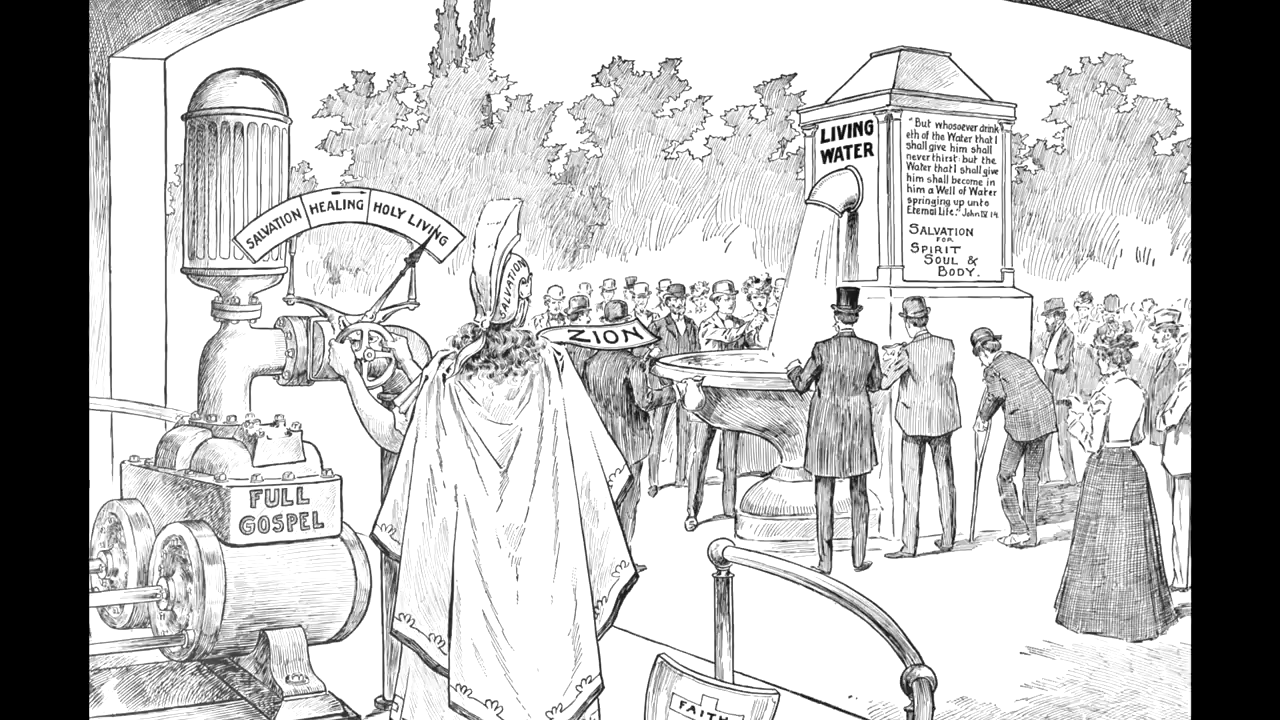 SALVATION
HEALING
HOLY LIVING
SALVATION
ZION
FULL
GOSPEL
LIVING
WATER
"But whosoever drink
eth of the Water that I
shall give him shall
never thirst: but the
Water that I shall give
him shall become in
him a Well of Water
springing up unto
Eternal Life." John IV 14.
SALVATION
FOR
SPIRIT
SOUL &
BODY.
FAITH